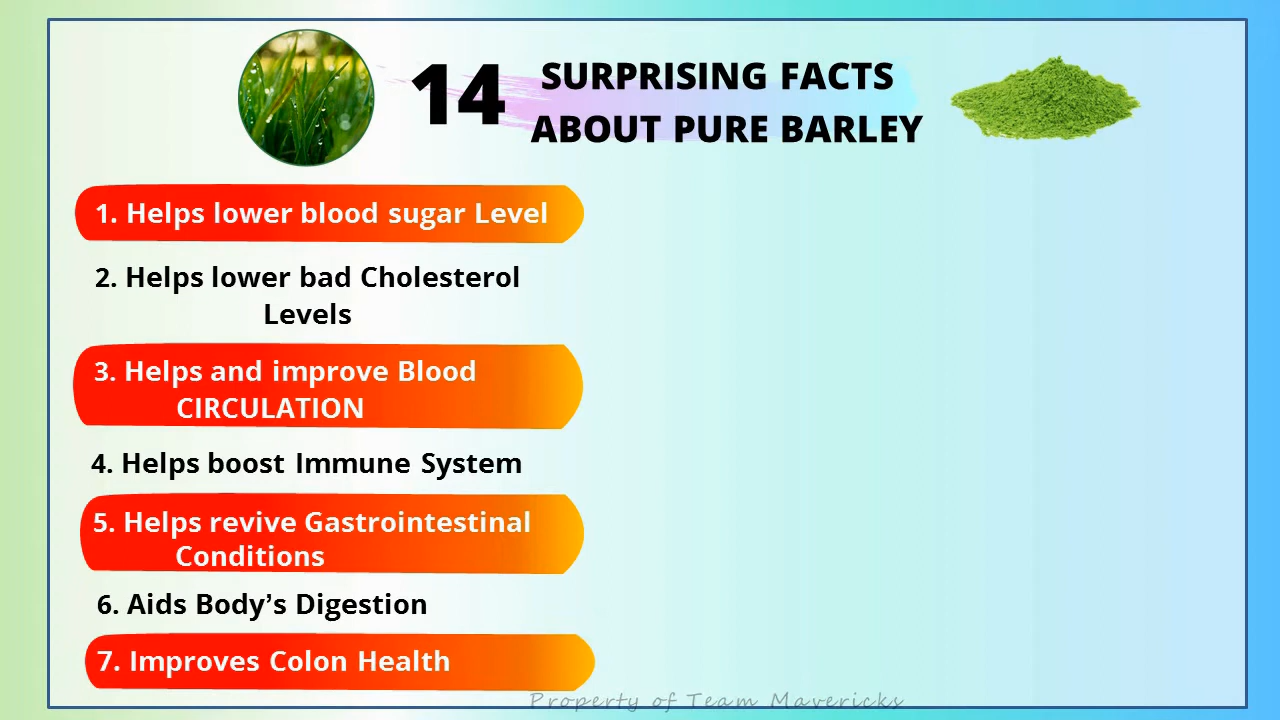 14
SURPRISING FACTS
ABOUT PURE BARLEY
1. Helps lower blood sugar Level
2. Helps lower bad Cholesterol
Levels
3. Helps and improve Blood
CIRCULATION
4. Helps boost Immune System
5. Helps revive Gastrointestinal
Conditions
6. Aids Body’s Digestion
7. Improves Colon Health
Property of Team Mavericks